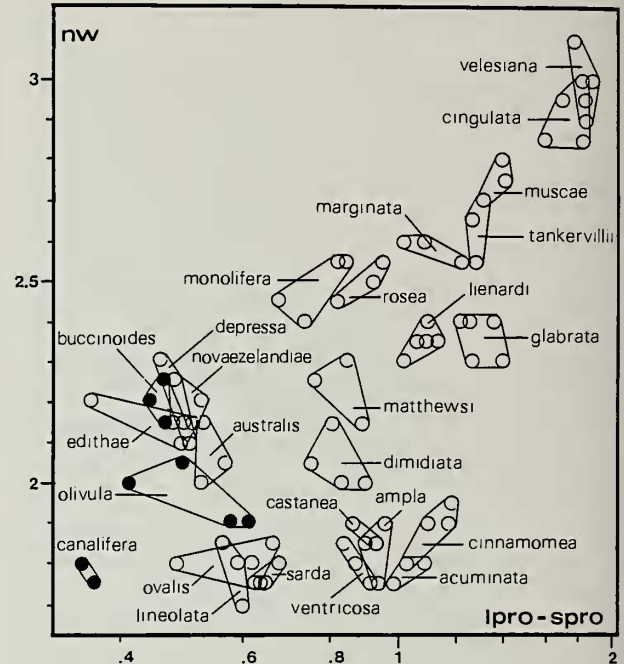 nw
velesiana
3
cingulata
muscae
marginata
tankervillii
2.5
monolifera
rosea
lienardi
glabrata
depressa
buccinoides
novaezelandiae
matthewsi
edithae
australis
dimidiata
2
olivula
castanea
ampla
canalifera
cinnamomea
ovalis
sarda
acuminata
ventricosa
lineolata
lpro-spro
.4
.6
1
2